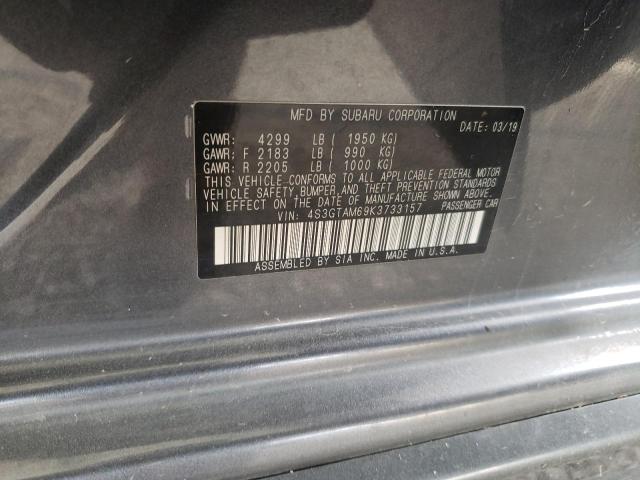 MFD BY SUBARU CORPORATION
DATE: 03/19
GVWR: 4299 LB ( 1950 KG)
GAWR: F 2183 LB ( 990 KG)
GAWR: R 2205 LB ( 1000 KG)
THIS VEHICLE CONFORMS TO ALL APPLICABLE FEDERAL MOTOR
VEHICLE SAFETY, BUMPER, AND THEFT PREVENTION STANDARDS
IN EFFECT ON THE DATE OF MANUFACTURE SHOWN ABOVE.
VIN: 4S3GTAM69K3733157 PASSENGER CAR
ASSEMBLED BY SIA INC. MADE IN U.S.A.